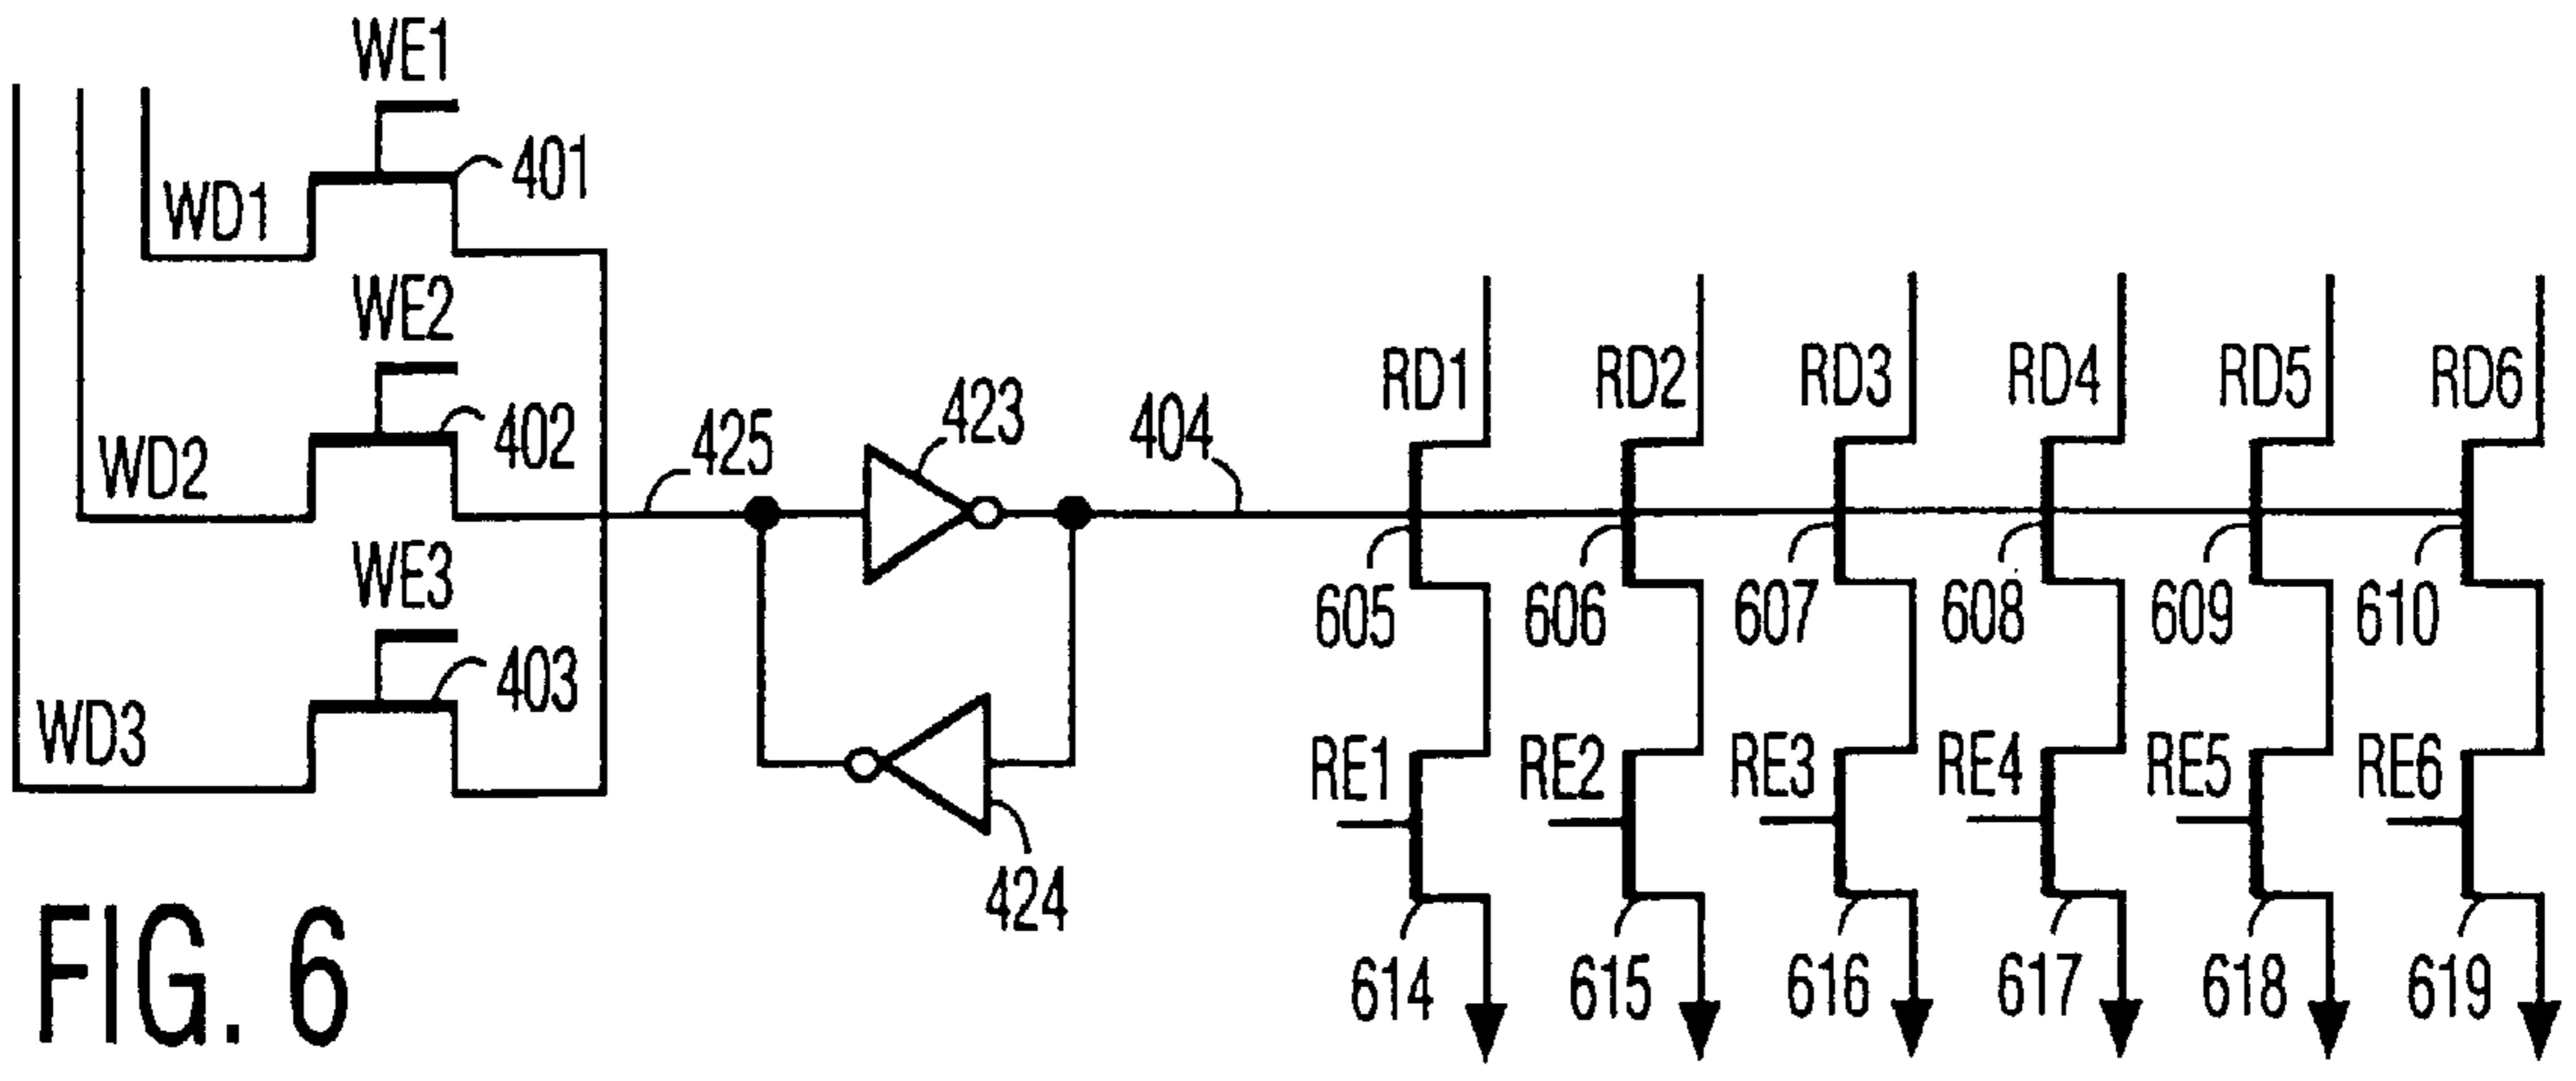 WE1
401
WD1
WE2
402
WD2
WE3
403
WD3
425
423
404
424
RD1 RD2 RD3 RD4 RD5 RD6
605 606 607 608 609 610
RE1 RE2 RE3 RE4 RE5 RE6
614 615 616 617 618 619
FIG. 6